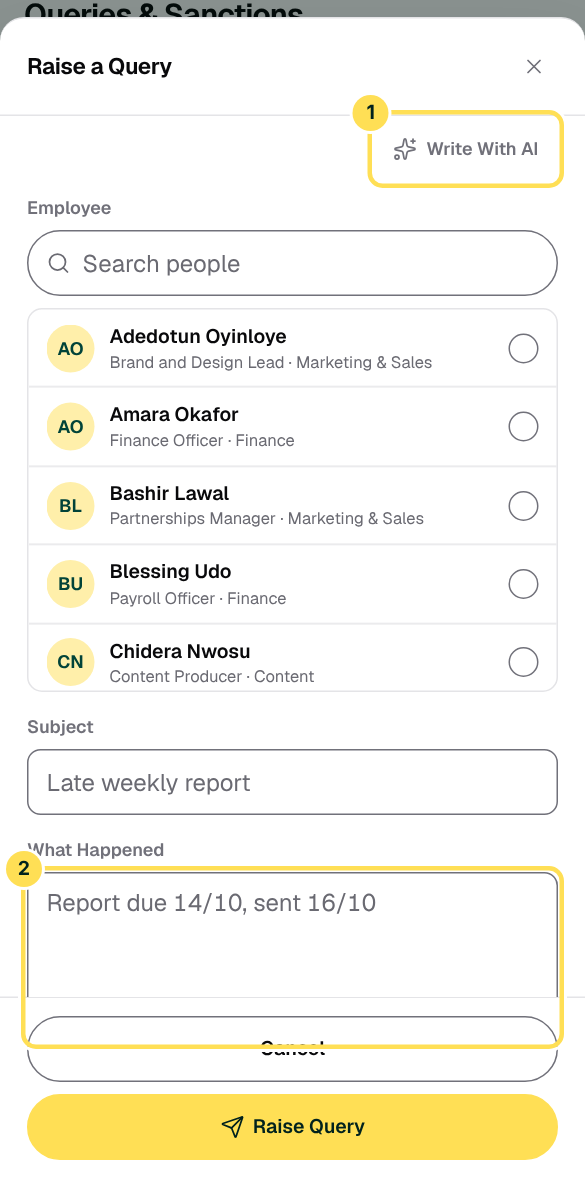 Queries & Sanctions
Raise a Query
1
Write With AI
Employee
Search people
AO
Adedotun Oyinloye
Brand and Design Lead · Marketing & Sales
AO
Amara Okafor
Finance Officer · Finance
BL
Bashir Lawal
Partnerships Manager · Marketing & Sales
BU
Blessing Udo
Payroll Officer · Finance
CN
Chidera Nwosu
Content Producer · Content
Subject
Late weekly report
2
What Happened
Report due 14/10, sent 16/10
Cancel
Raise Query